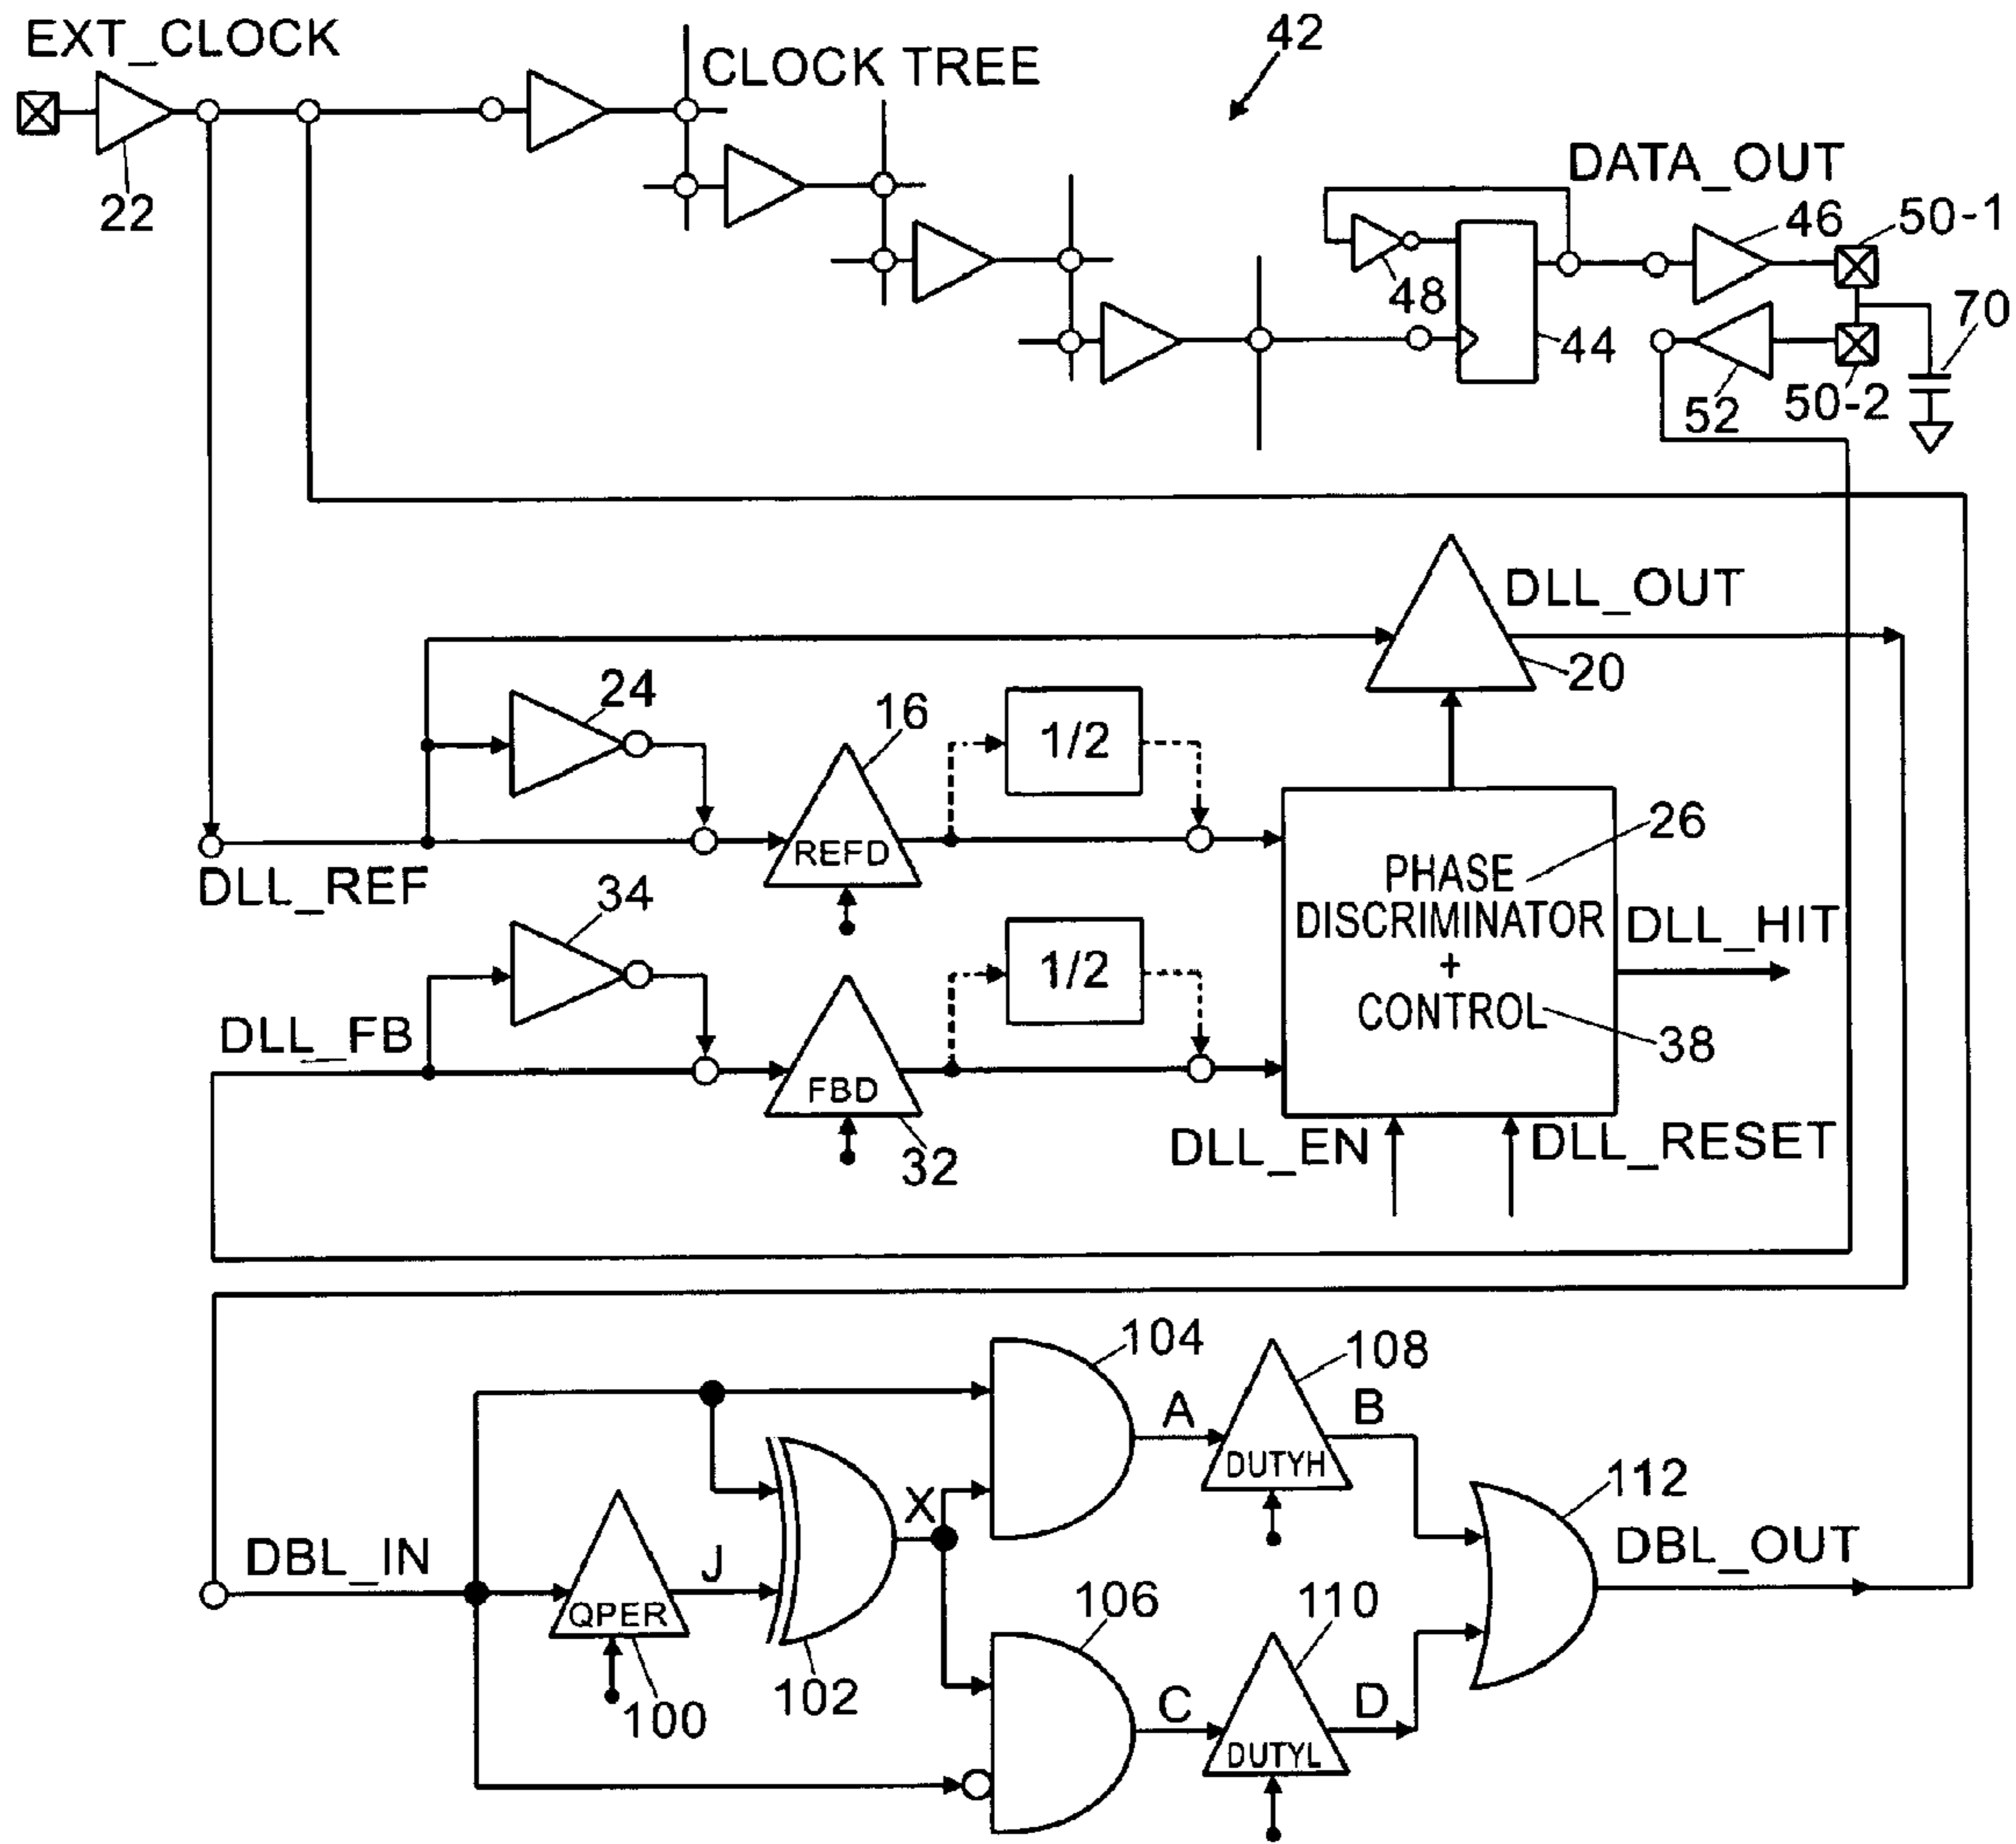 EXT_CLOCK
CLOCK TREE
42
22
DATA_OUT
46
50-1
48
44
70
52
50-2
DLL_OUT
20
24
16
1/2
REFD
26
PHASE
DISCRIMINATOR
+
CONTROL
38
DLL_REF
34
1/2
DLL_HIT
DLL_FB
FBD
32
DLL_EN
DLL_RESET
104
108
A
B
DUTYH
112
X
DBL_IN
J
QPER
100
102
DBL_OUT
106
110
C
D
DUTYL